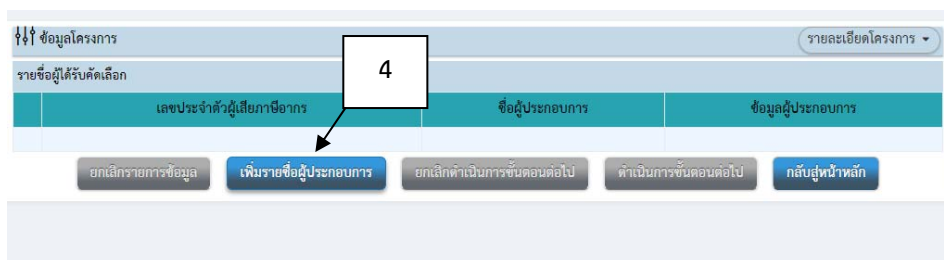 ข้อมูลโครงการ
รายละเอียดโครงการ
รายชื่อผู้ได้รับคัดเลือก
4
เลขประจำตัวผู้เสียภาษีอากร ชื่อผู้ประกอบการ ข้อมูลผู้ประกอบการ
ยกเลิกรายการข้อมูล เพิ่มรายชื่อผู้ประกอบการ ยกเลิกดำเนินการขั้นตอนต่อไป ดำเนินการขั้นตอนต่อไป กลับสู่หน้าหลัก